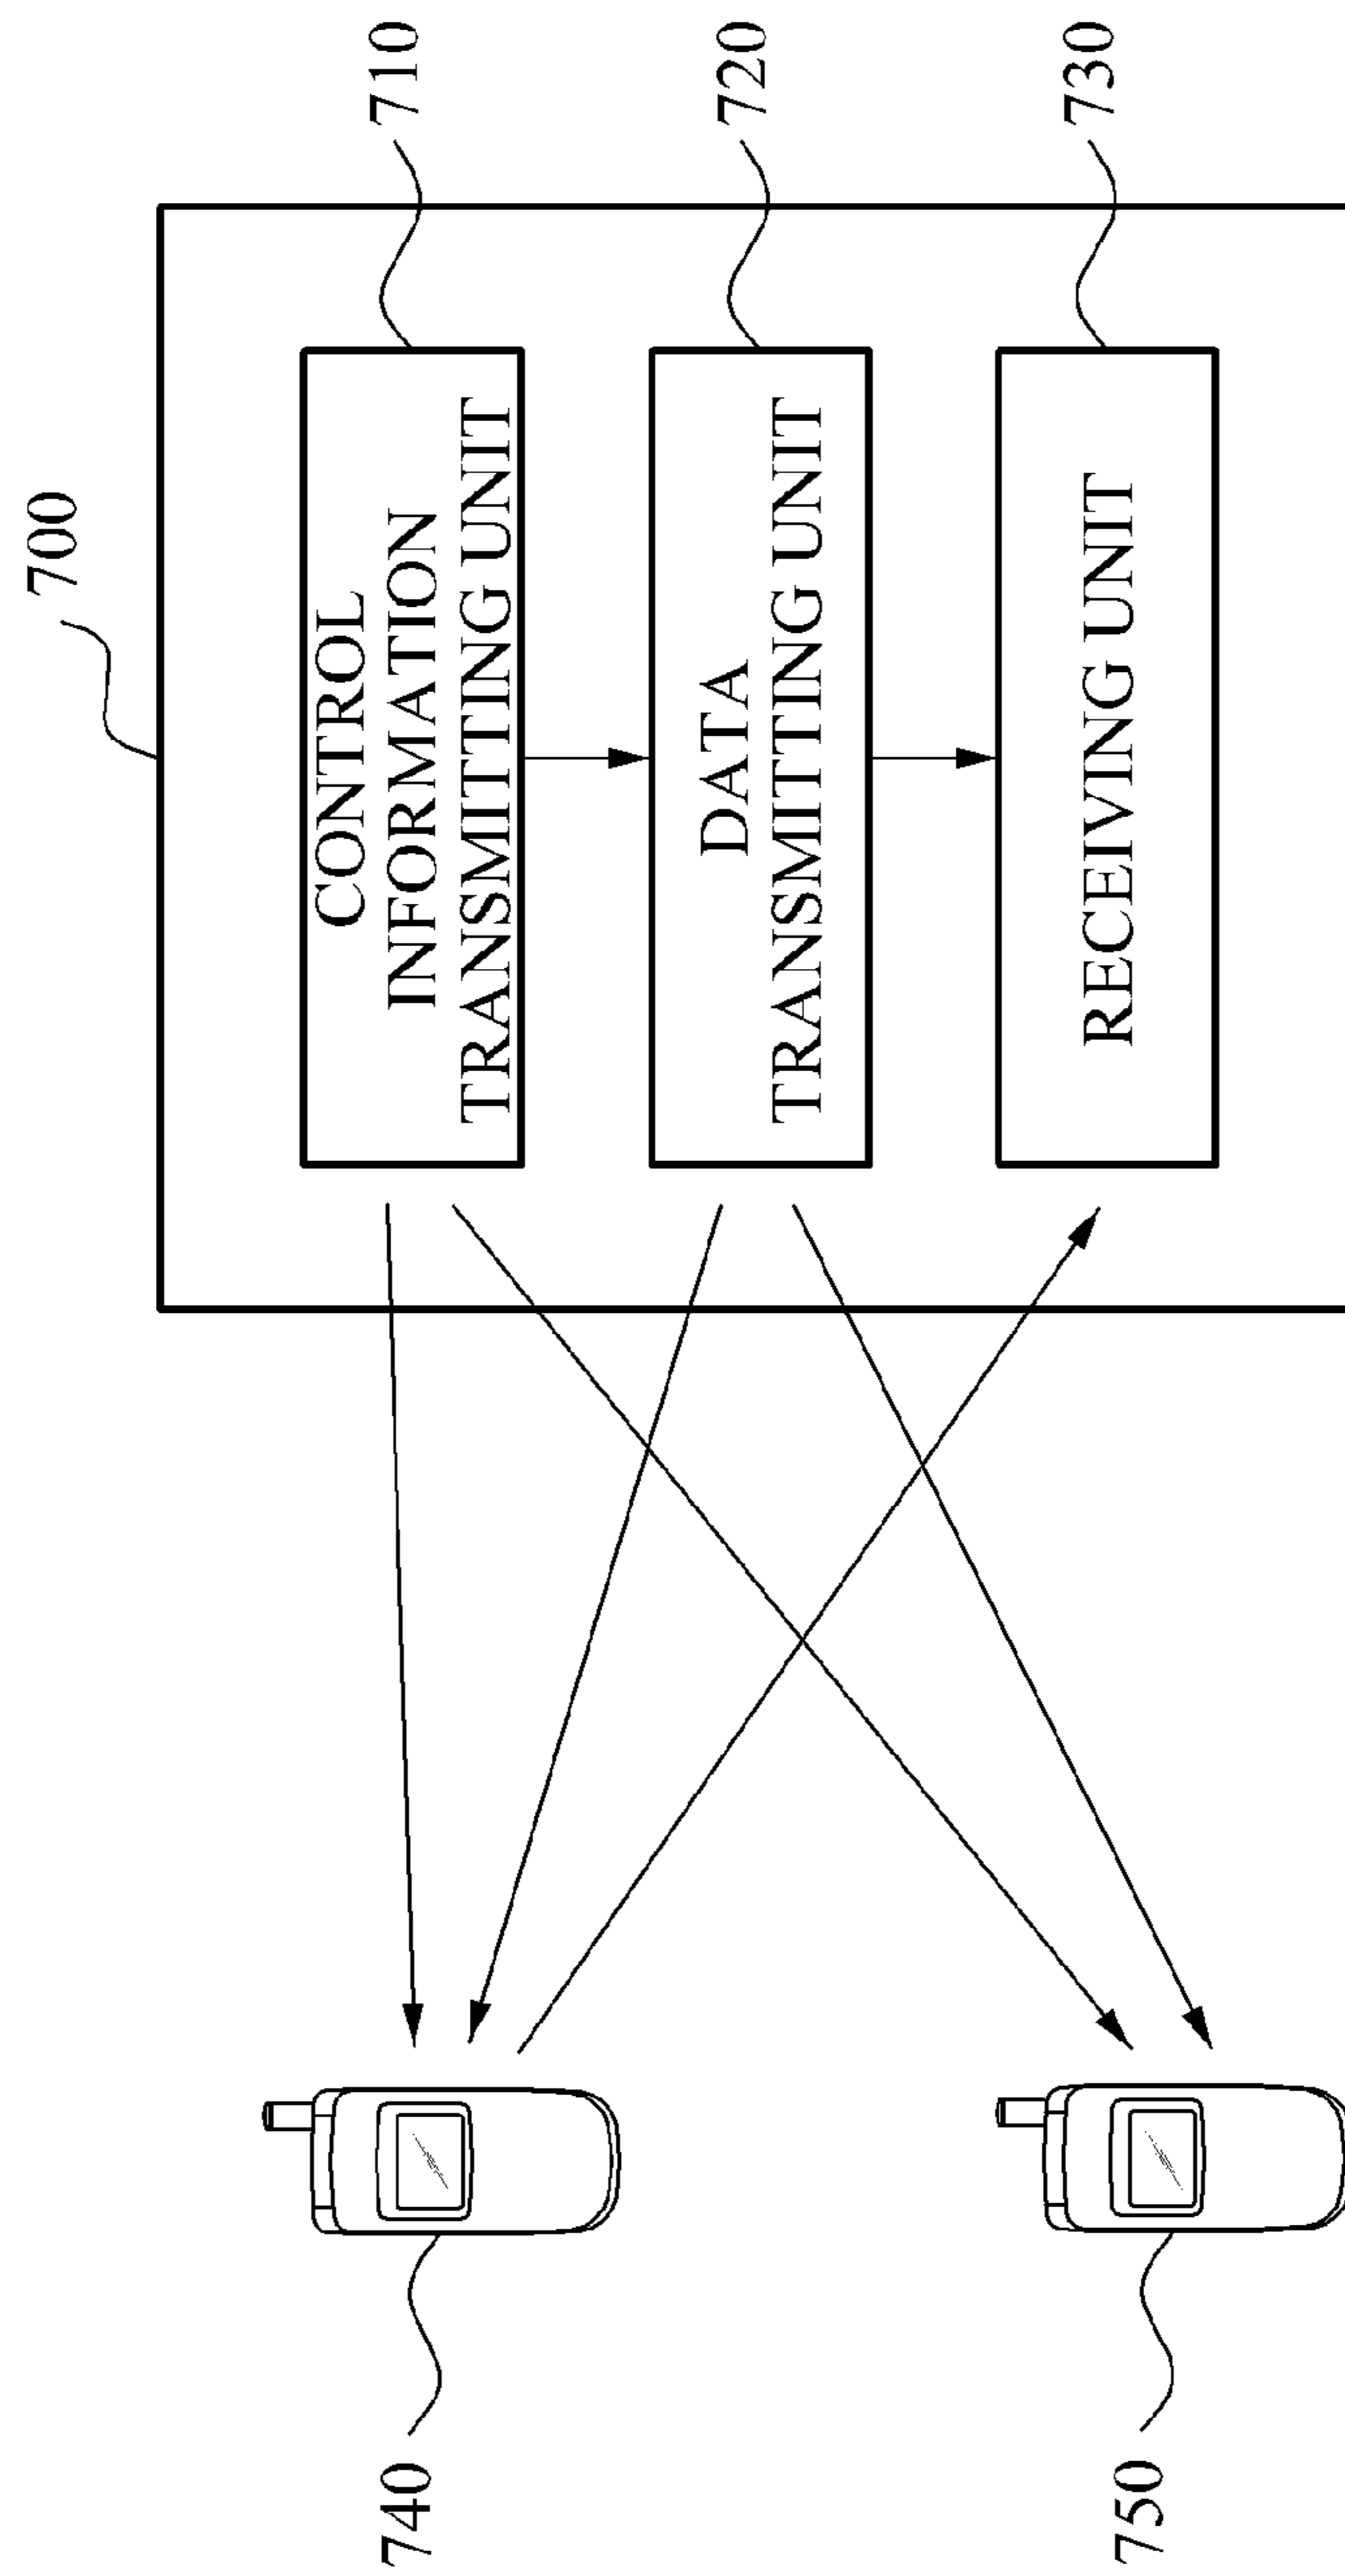 700
CONTROL
INFORMATION
TRANSMITTING UNIT
710
DATA
TRANSMITTING UNIT
720
RECEIVING UNIT
730
740
750